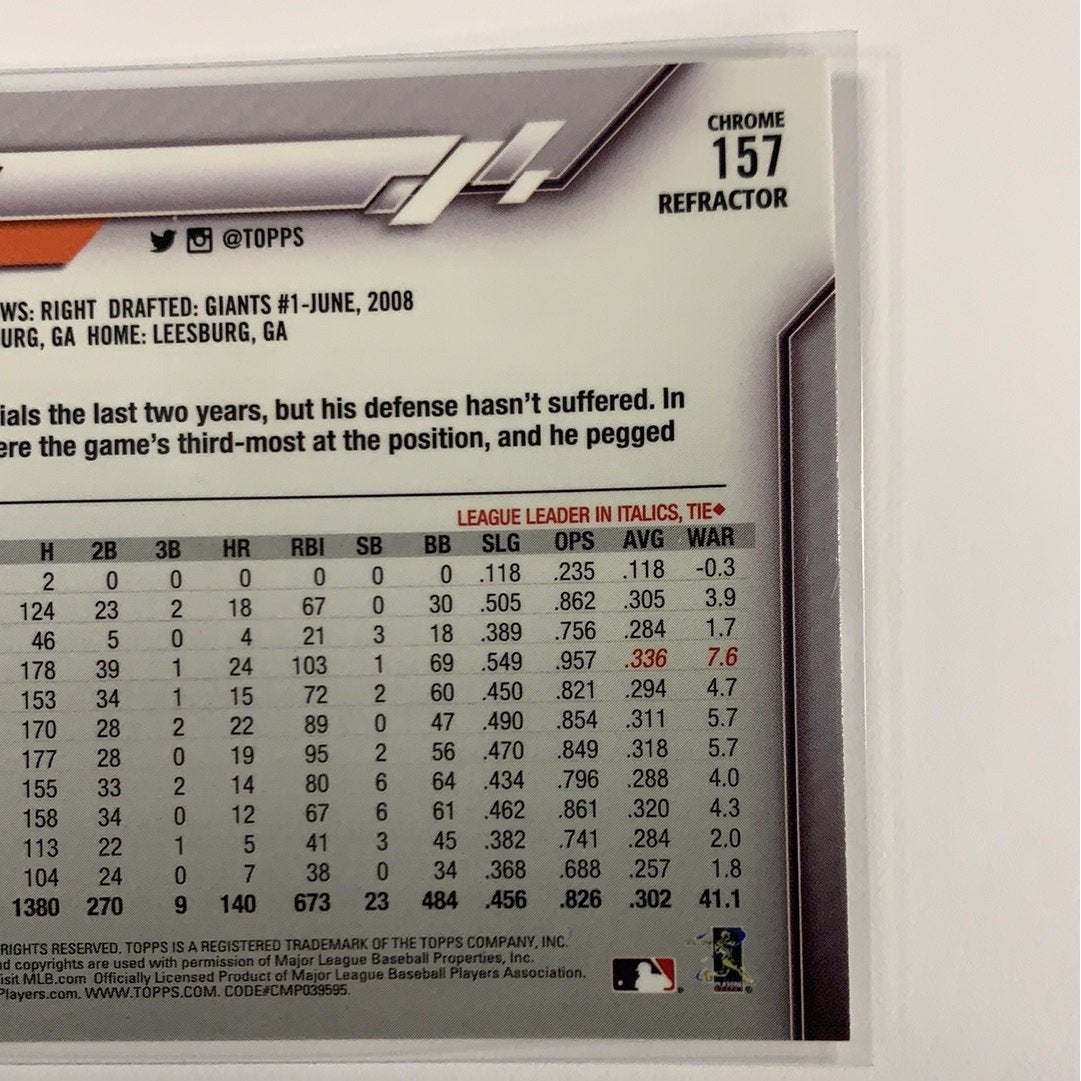 CHROME
157
REFRACTOR
@TOPPS
WS: RIGHT DRAFTED: GIANTS #1-JUNE, 2008
URG, GA HOME: LEESBURG, GA
ials the last two years, but his defense hasn't suffered. In
ere the game's third-most at the position, and he pegged
LEAGUE LEADER IN ITALICS, TIE◆
H 2B 3B HR RBI SB BB SLG OPS AVG WAR
2 0 0 0 0 0 0 .118 .235 .118 -0.3
124 23 2 18 67 0 30 .505 .862 .305 3.9
46 5 0 4 21 3 18 .389 .756 .284 1.7
178 39 1 24 103 1 69 .549 .957 .336 7.6
153 34 1 15 72 2 60 .450 .821 .294 4.7
170 28 2 22 89 0 47 .490 .854 .311 5.7
177 28 0 19 95 2 56 .470 .849 .318 5.7
155 33 2 14 80 6 64 .434 .796 .288 4.0
158 34 0 12 67 6 61 .462 .861 .320 4.3
113 22 1 5 41 3 45 .382 .741 .284 2.0
104 24 0 7 38 0 34 .368 .688 .257 1.8
1380 270 9 140 673 23 484 .456 .826 .302 41.1
RIGHTS RESERVED. TOPPS IS A REGISTERED TRADEMARK OF THE TOPPS COMPANY, INC.
d copyrights are used with permission of Major League Baseball Properties, Inc.
isit MLB.com Officially Licensed Product of Major League Baseball Players Association.
Players.com. WWW.TOPPS.COM. CODE#CMP039595